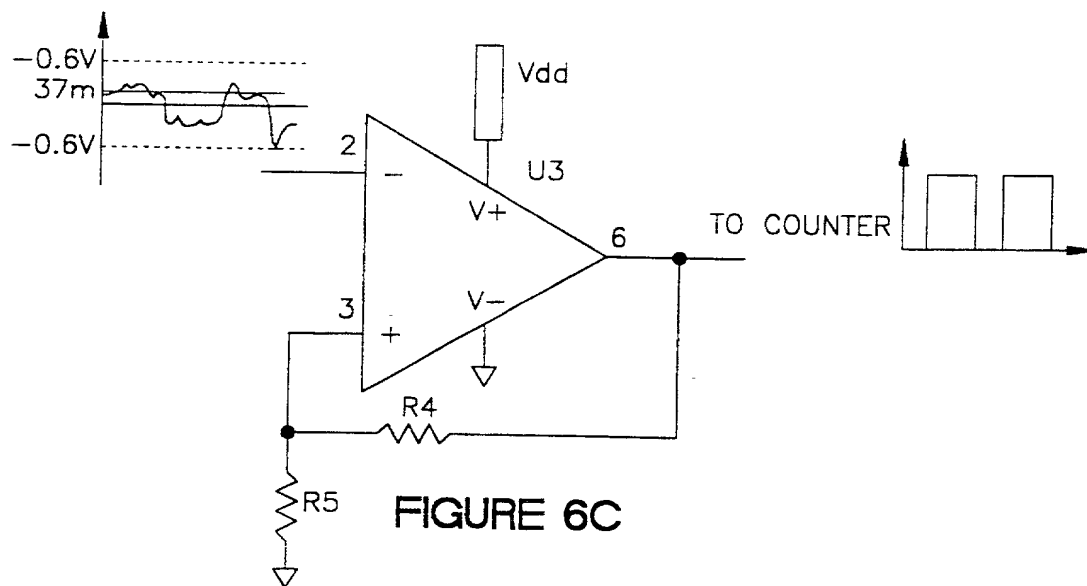 -0.6V
37m
-0.6V
Vdd
2
-
U3
V+
6
TO COUNTER
3
+
V-
R4
R5
FIGURE 6C